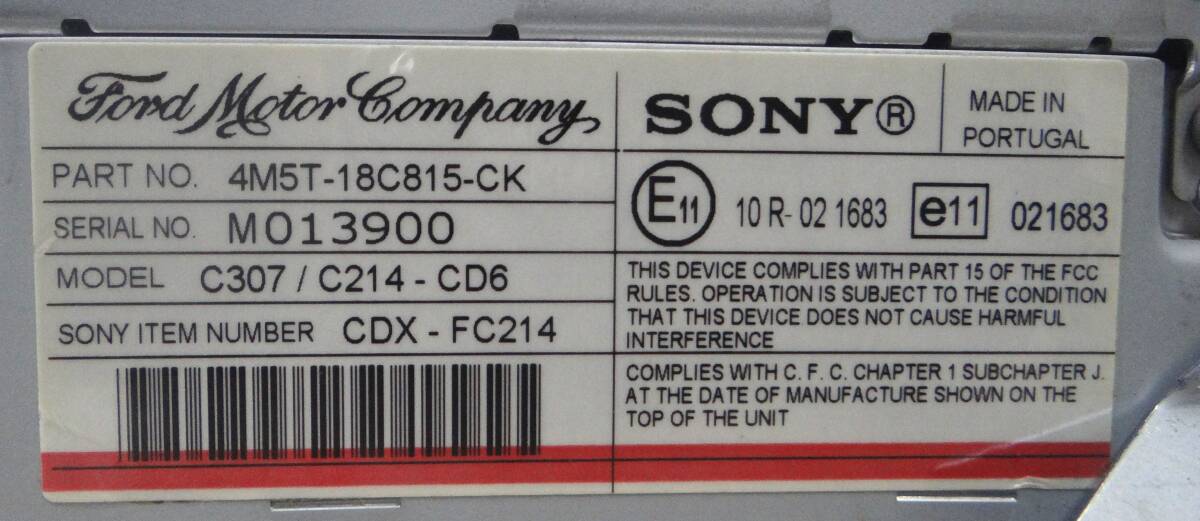 Ford Motor Company
PART NO. 4M5T-18C815-CK
SERIAL NO. M013900
MODEL C307 / C214 - CD6
SONY ITEM NUMBER CDX - FC214
SONY®
MADE IN
PORTUGAL
E11 10 R- 02 1683 e11 021683
THIS DEVICE COMPLIES WITH PART 15 OF THE FCC
RULES. OPERATION IS SUBJECT TO THE CONDITION
THAT THIS DEVICE DOES NOT CAUSE HARMFUL
INTERFERENCE
COMPLIES WITH C. F. C. CHAPTER 1 SUBCHAPTER J.
AT THE DATE OF MANUFACTURE SHOWN ON THE
TOP OF THE UNIT